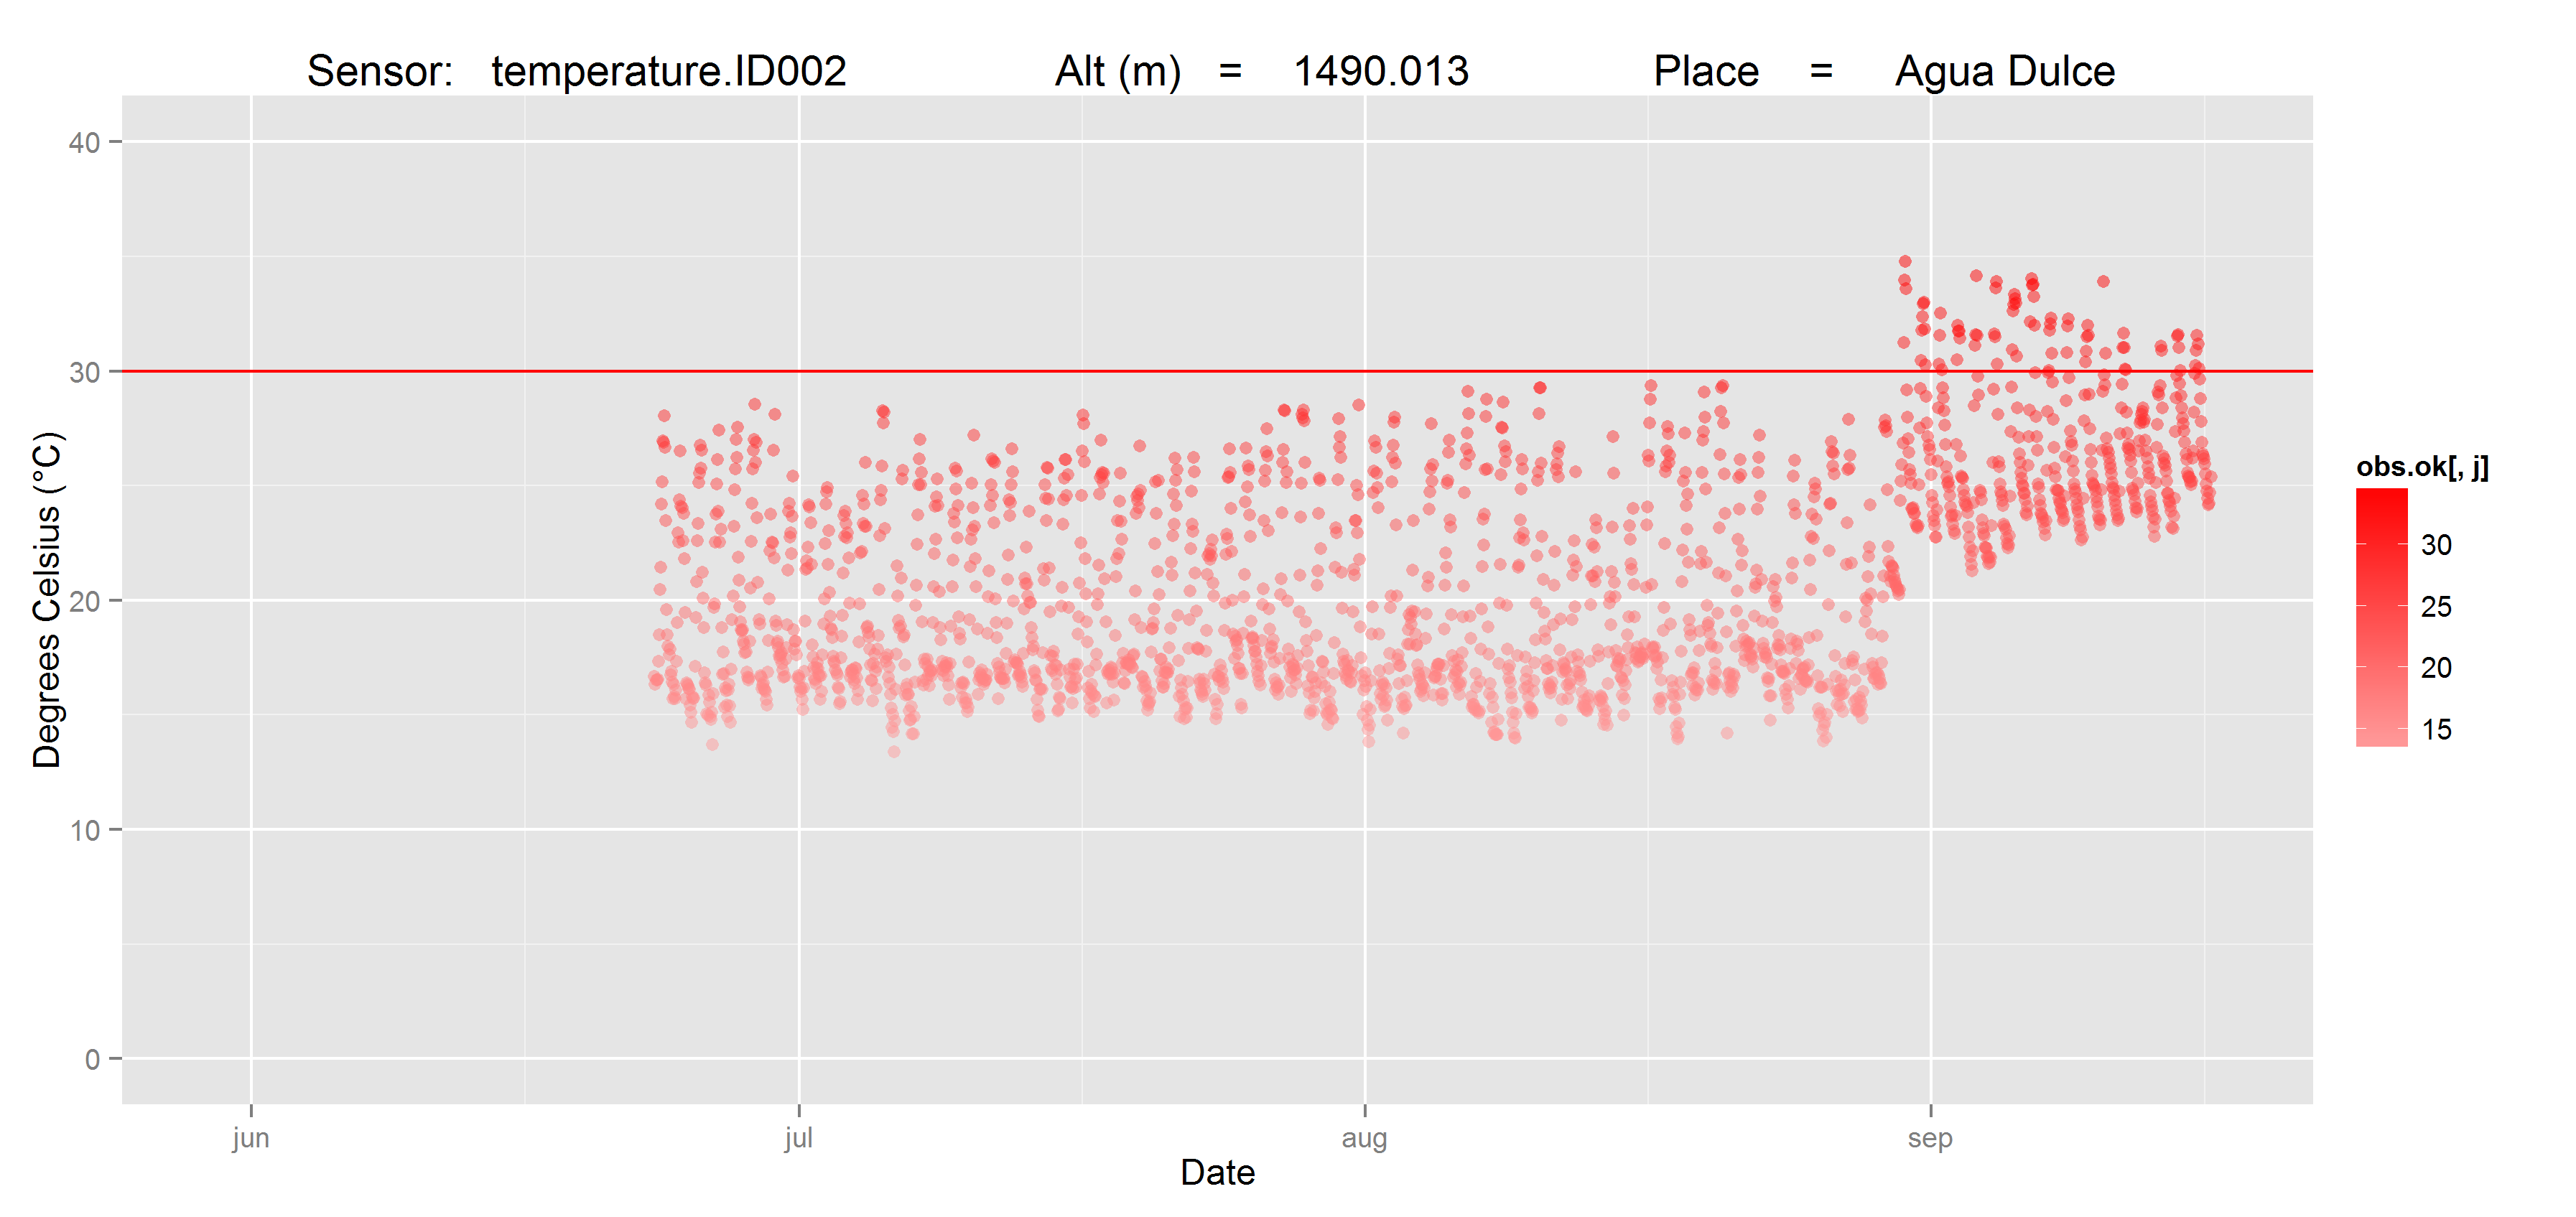 Sensor: temperature.ID002 Alt (m) = 1490.013 Place = Agua Dulce
40
30
20
10
0
Degrees Celsius (°C)
jun jul aug sep
Date
obs.ok[, j]
30
25
20
15